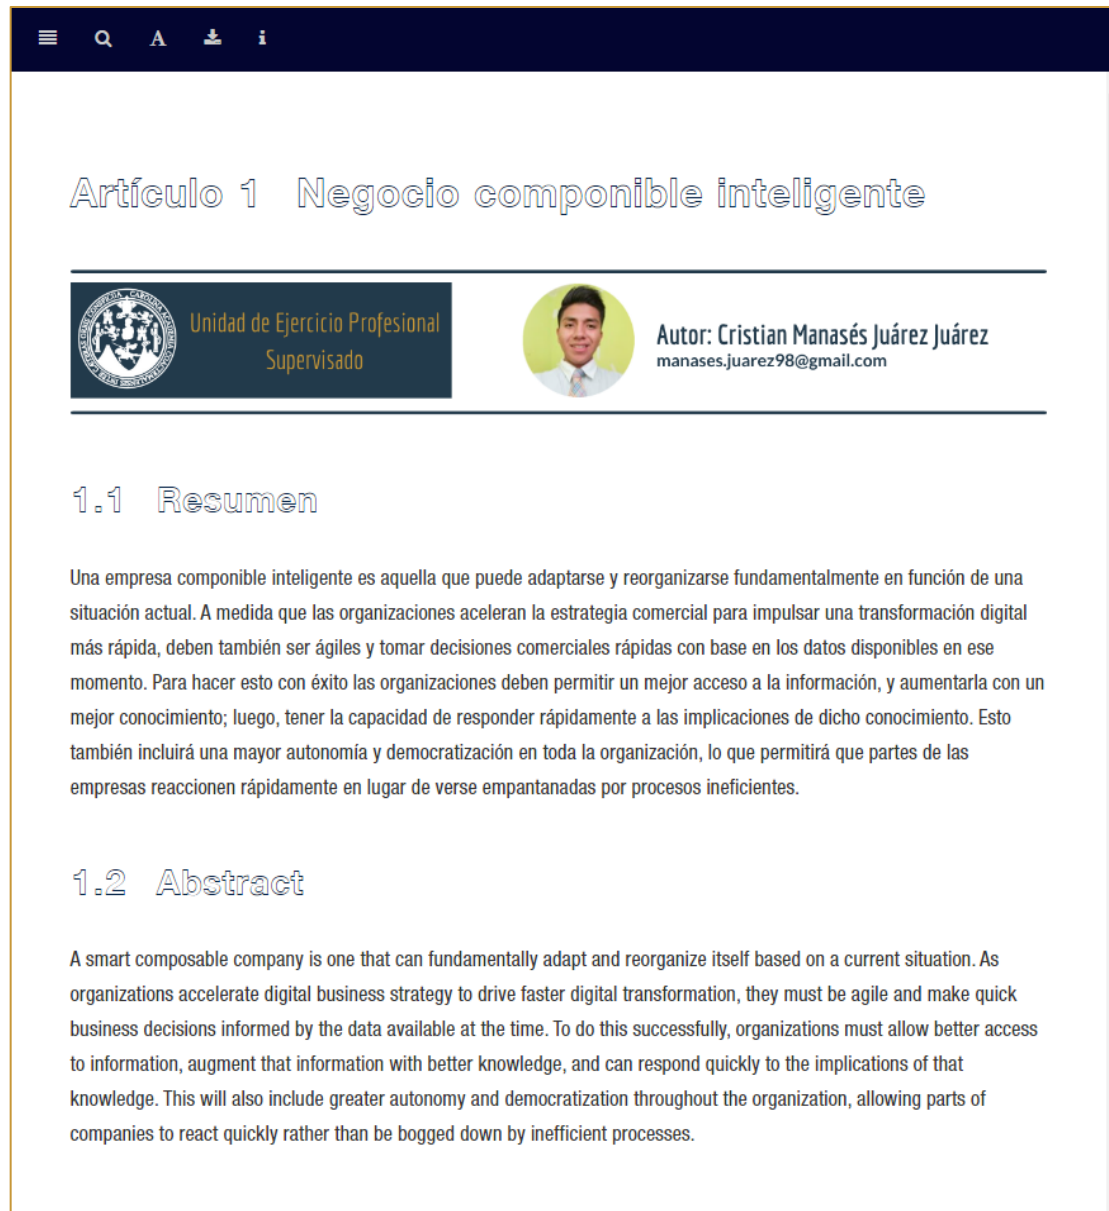 Artículo 1 Negocio componible inteligente
Unidad de Ejercicio Profesional
Supervisado
Autor: Cristian Manasés Juárez Juárez
manases.juarez98@gmail.com
1.1 Resumen
Una empresa componible inteligente es aquella que puede adaptarse y reorganizarse fundamentalmente en función de una
situación actual. A medida que las organizaciones aceleran la estrategia comercial para impulsar una transformación digital
más rápida, deben también ser ágiles y tomar decisiones comerciales rápidas con base en los datos disponibles en ese
momento. Para hacer esto con éxito las organizaciones deben permitir un mejor acceso a la información, y aumentarla con un
mejor conocimiento; luego, tener la capacidad de responder rápidamente a las implicaciones de dicho conocimiento. Esto
también incluirá una mayor autonomía y democratización en toda la organización, lo que permitirá que partes de las
empresas reaccionen rápidamente en lugar de verse empantanadas por procesos ineficientes.
1.2 Abstract
A smart composable company is one that can fundamentally adapt and reorganize itself based on a current situation. As
organizations accelerate digital business strategy to drive faster digital transformation, they must be agile and make quick
business decisions informed by the data available at the time. To do this successfully, organizations must allow better access
to information, augment that information with better knowledge, and can respond quickly to the implications of that
knowledge. This will also include greater autonomy and democratization throughout the organization, allowing parts of
companies to react quickly rather than be bogged down by inefficient processes.